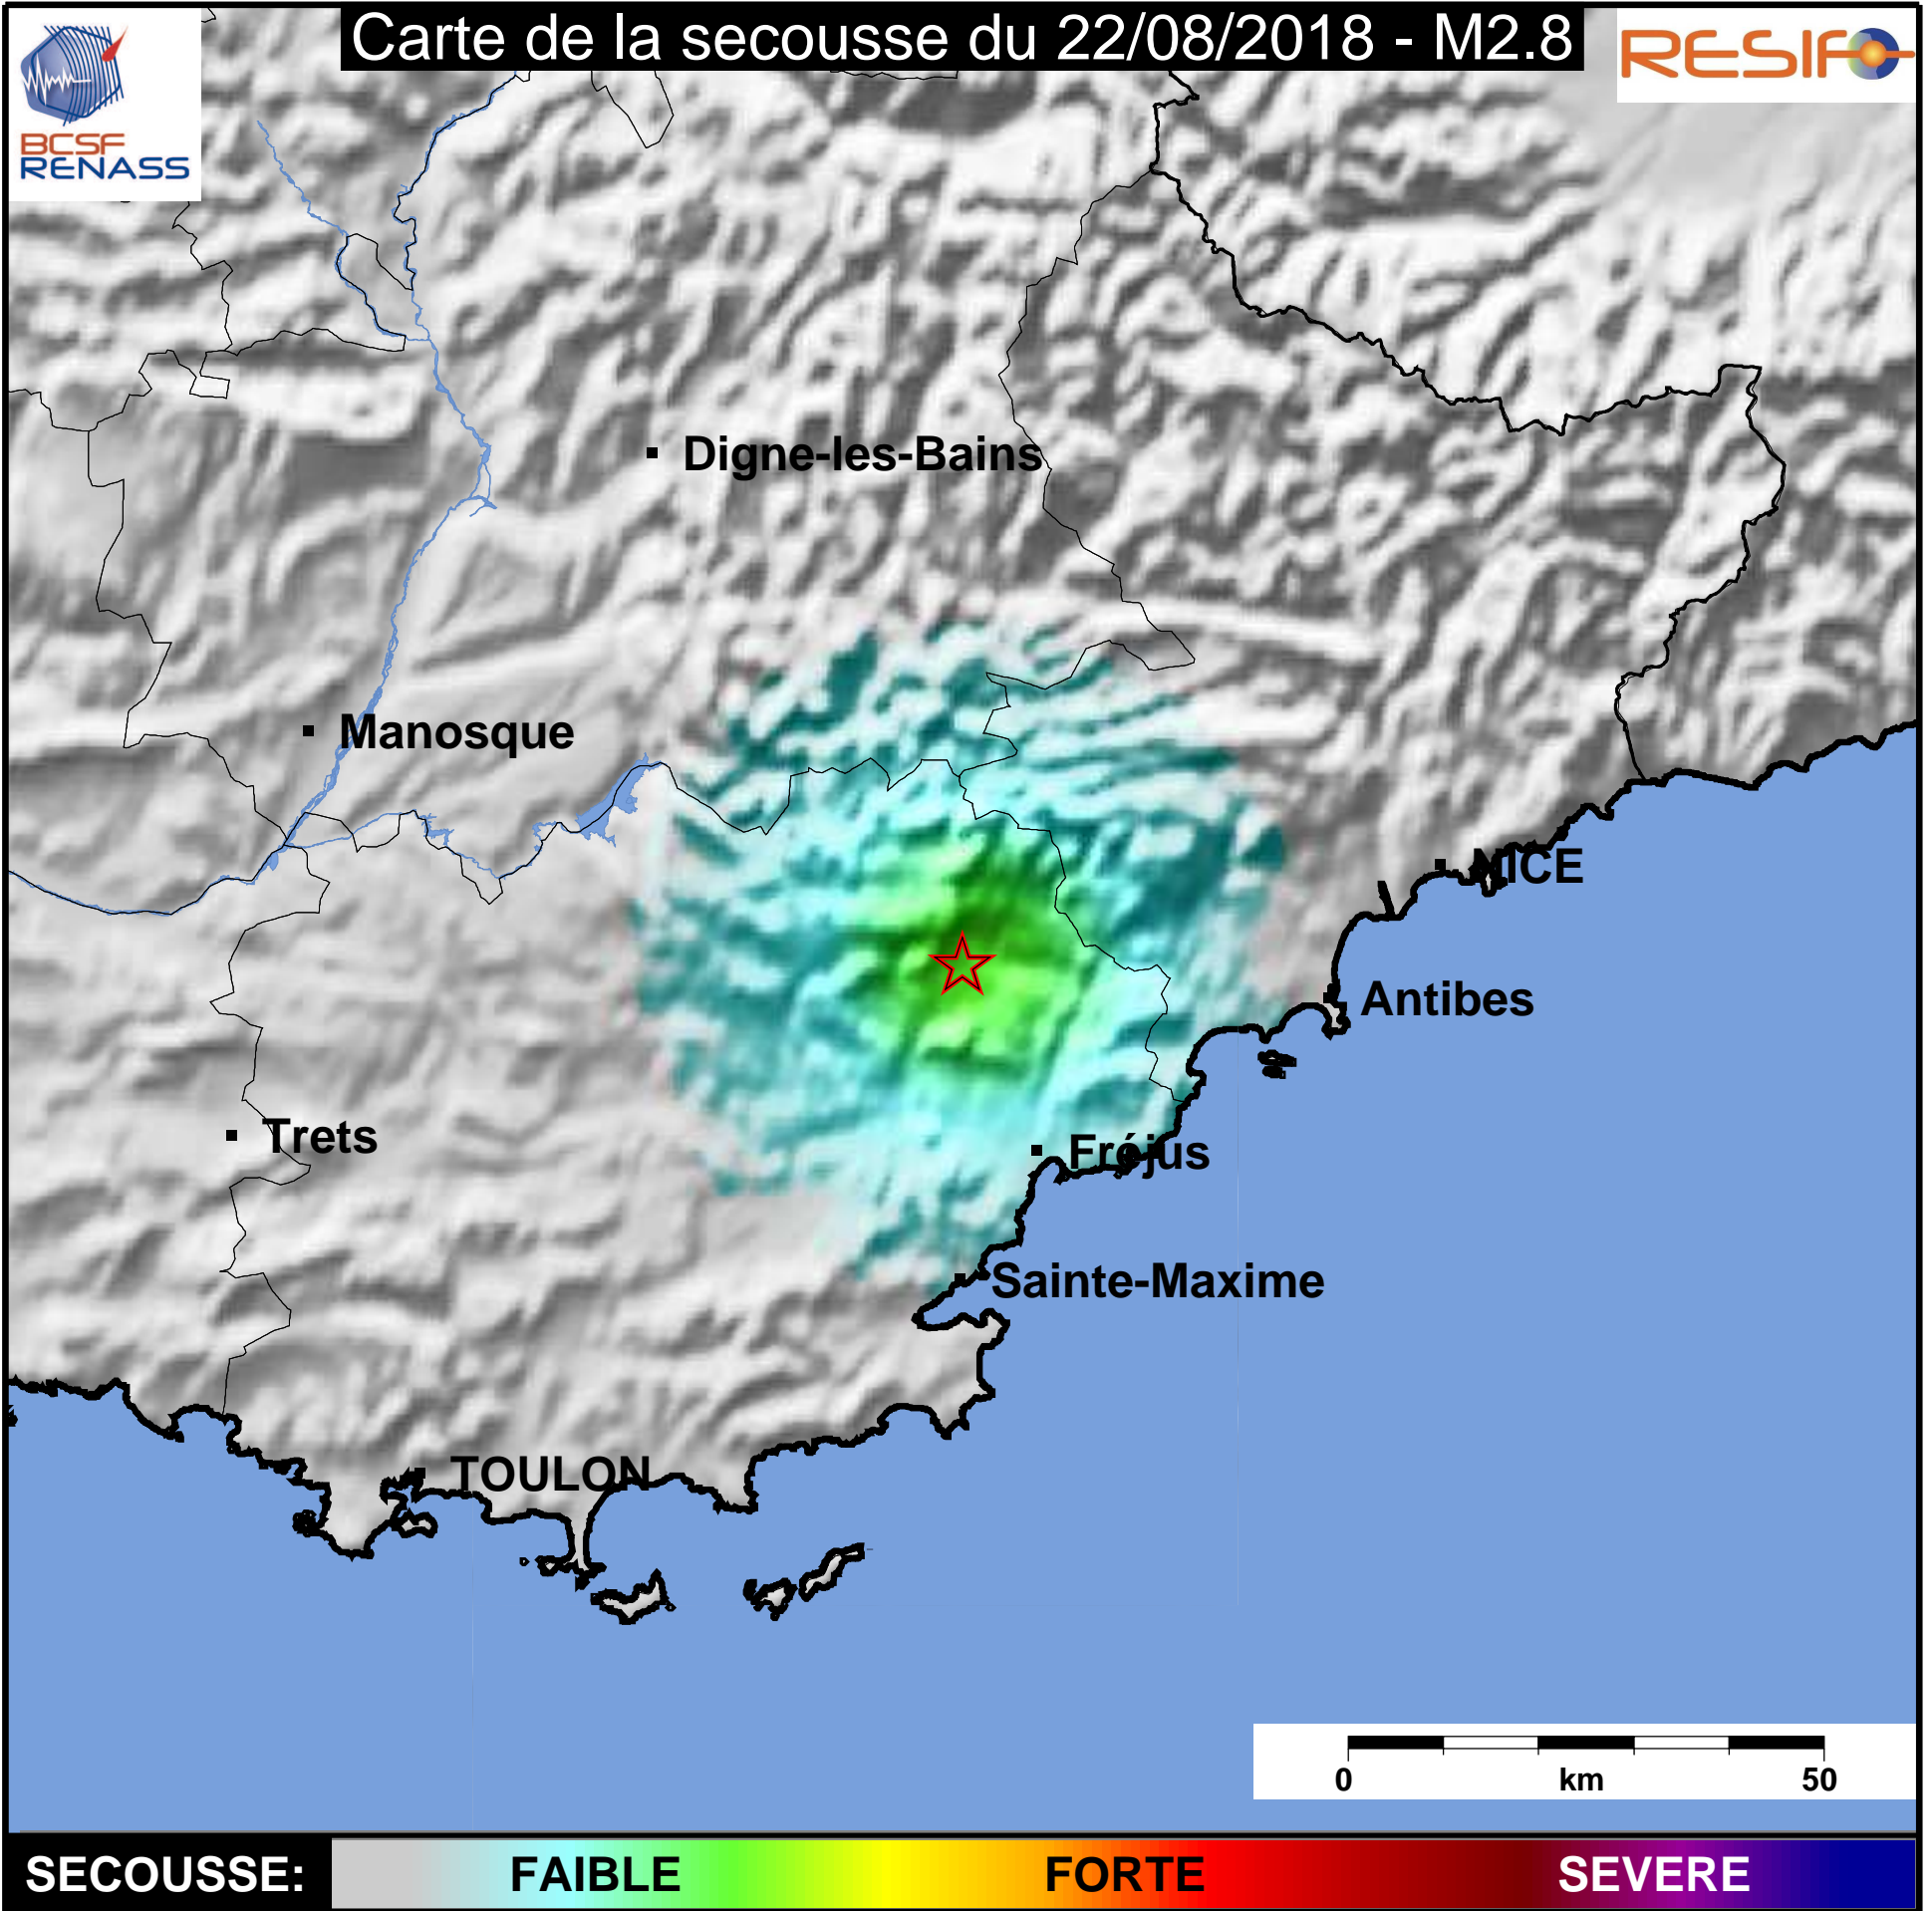 Carte de la secousse du 22/08/2018 - M2.8
BCSF
RENASS
RESIF
Digne-les-Bains
Manosque
NICE
Antibes
Trets
Fréjus
Sainte-Maxime
TOULON
0 km 50
SECOUSSE: FAIBLE FORTE SEVERE